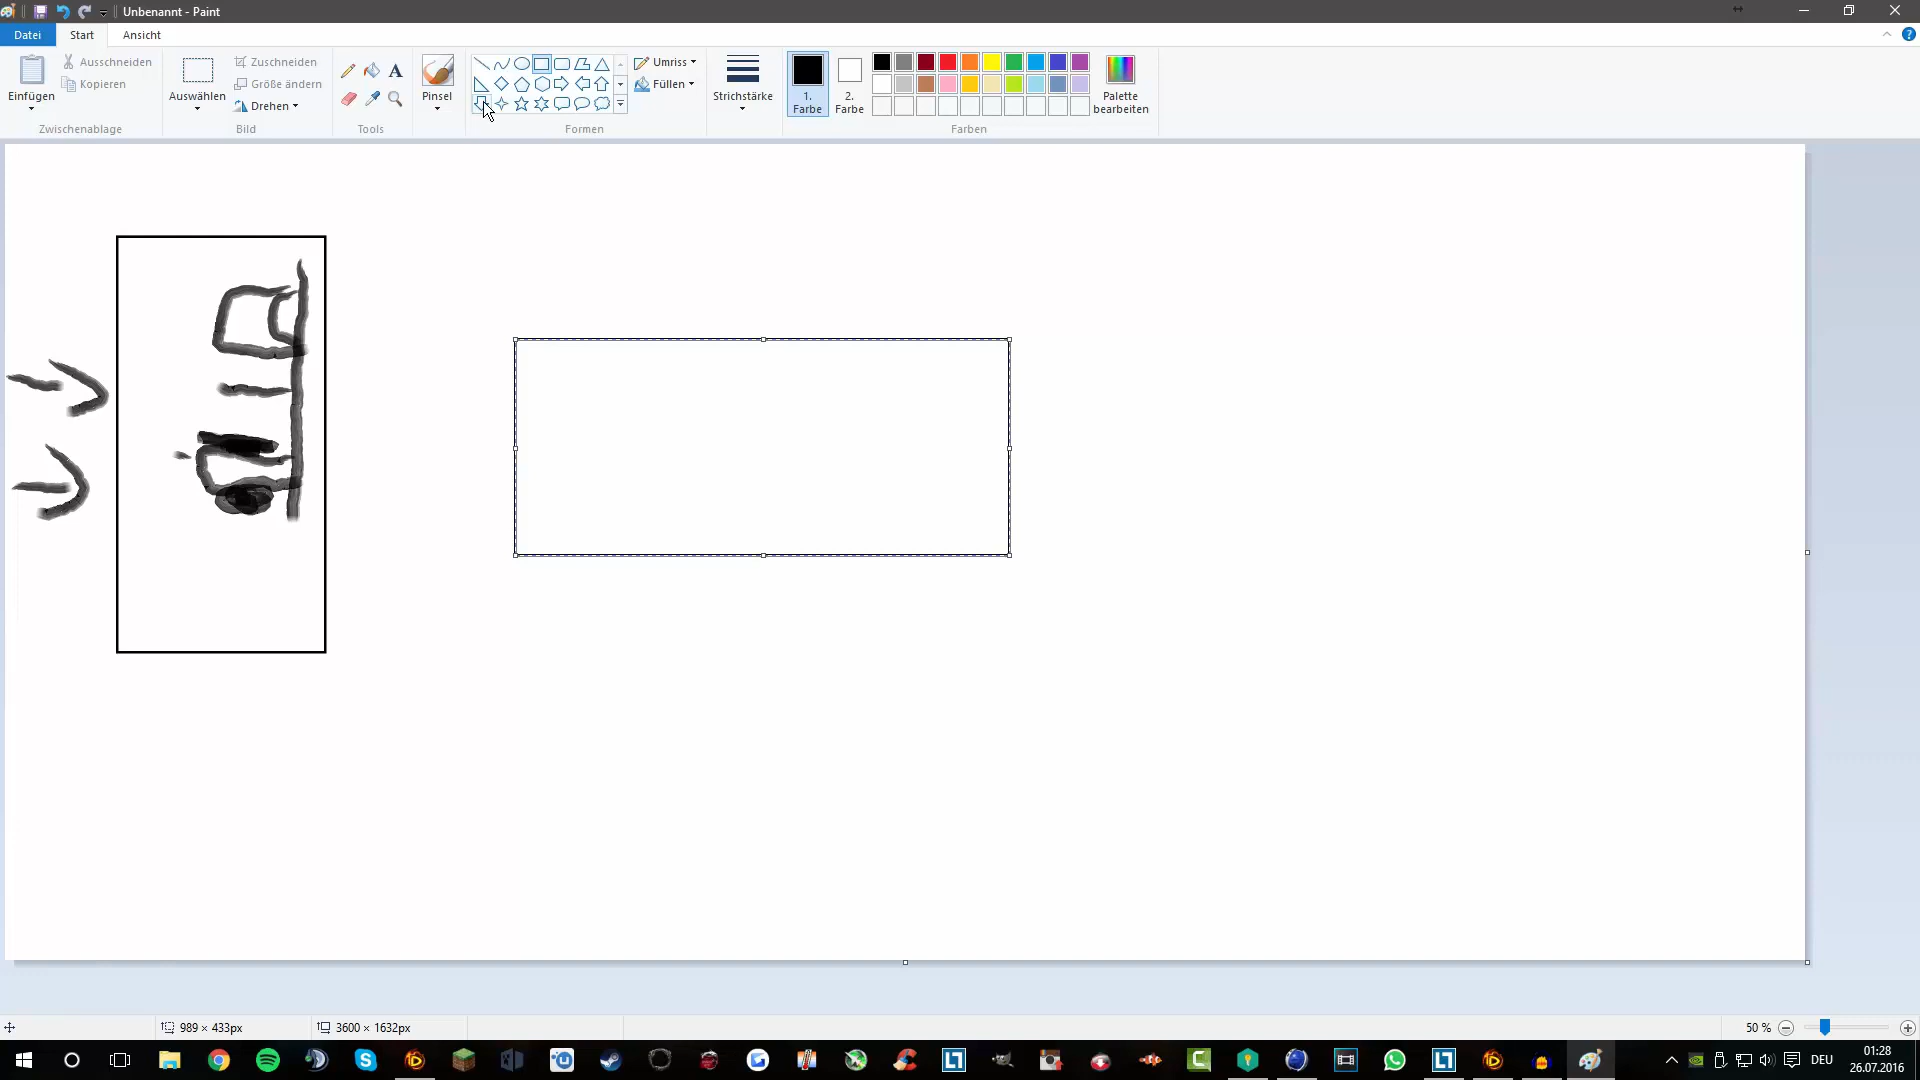 Unbenannt - Paint
Datei
Start
Ansicht
Einfügen
Ausschneiden
Kopieren
Zwischenablage
Auswählen
Zuschneiden
Größe ändern
Drehen
Bild
Tools
Pinsel
Formen
Umriss
Füllen
Strichstärke
1.
Farbe
2.
Farbe
Farben
Palette
bearbeiten
989 × 433px
3600 × 1632px
50 %
DEU
01:28
26.07.2016